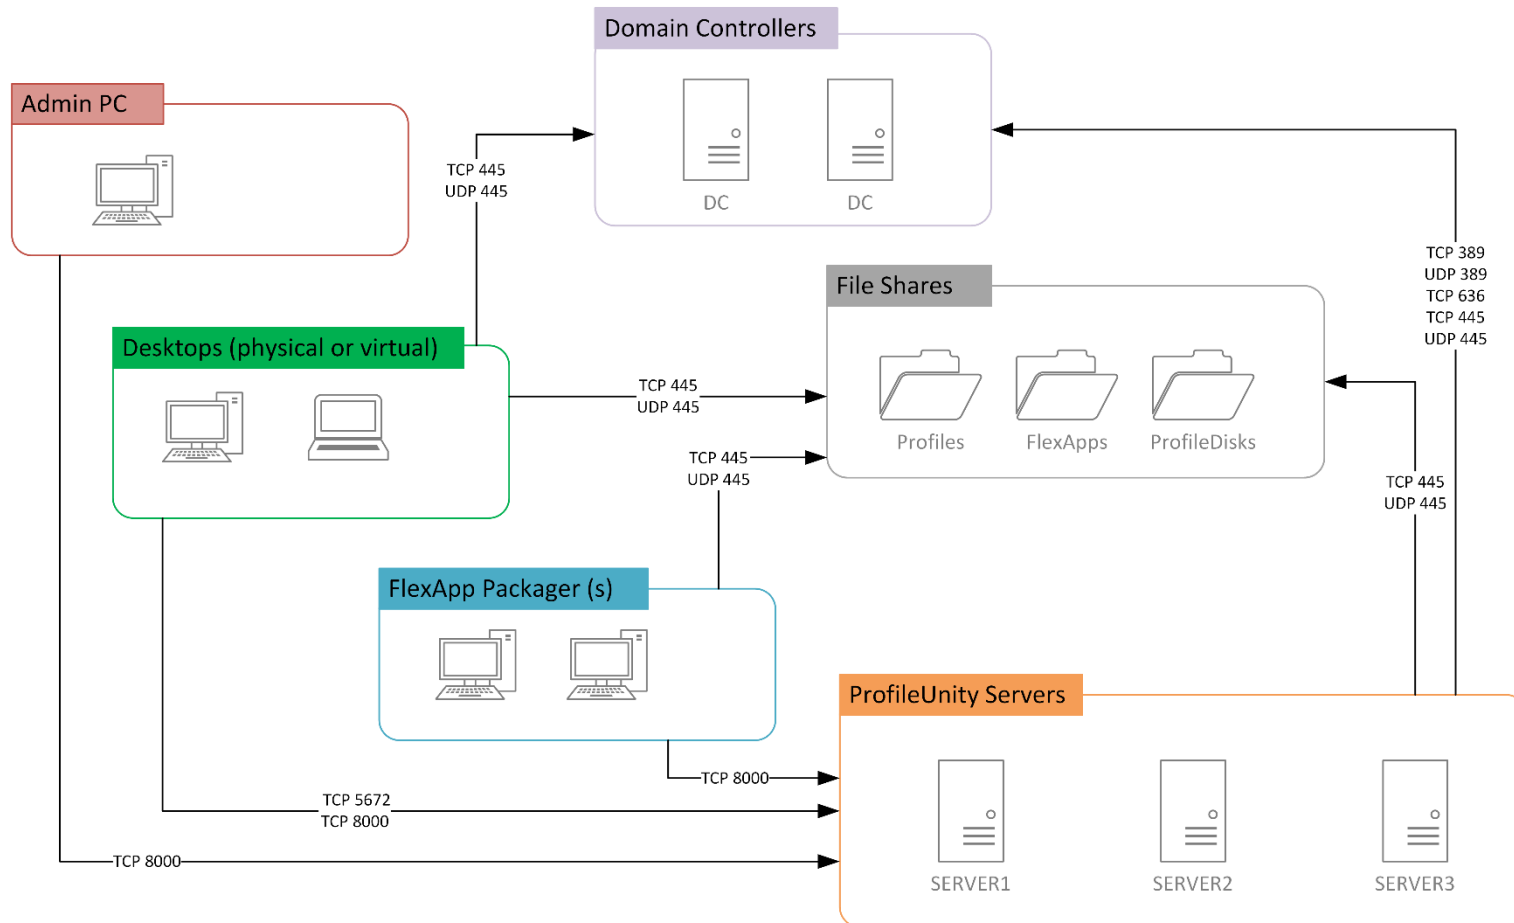 Domain Controllers
DC
DC
Admin PC
TCP 445
UDP 445
TCP 389
UDP 389
TCP 636
TCP 445
UDP 445
File Shares
Profiles
FlexApps
ProfileDisks
Desktops (physical or virtual)
TCP 445
UDP 445
TCP 445
UDP 445
TCP 445
UDP 445
FlexApp Packager (s)
ProfileUnity Servers
TCP 8000
TCP 5672
TCP 8000
TCP 8000
SERVER1
SERVER2
SERVER3